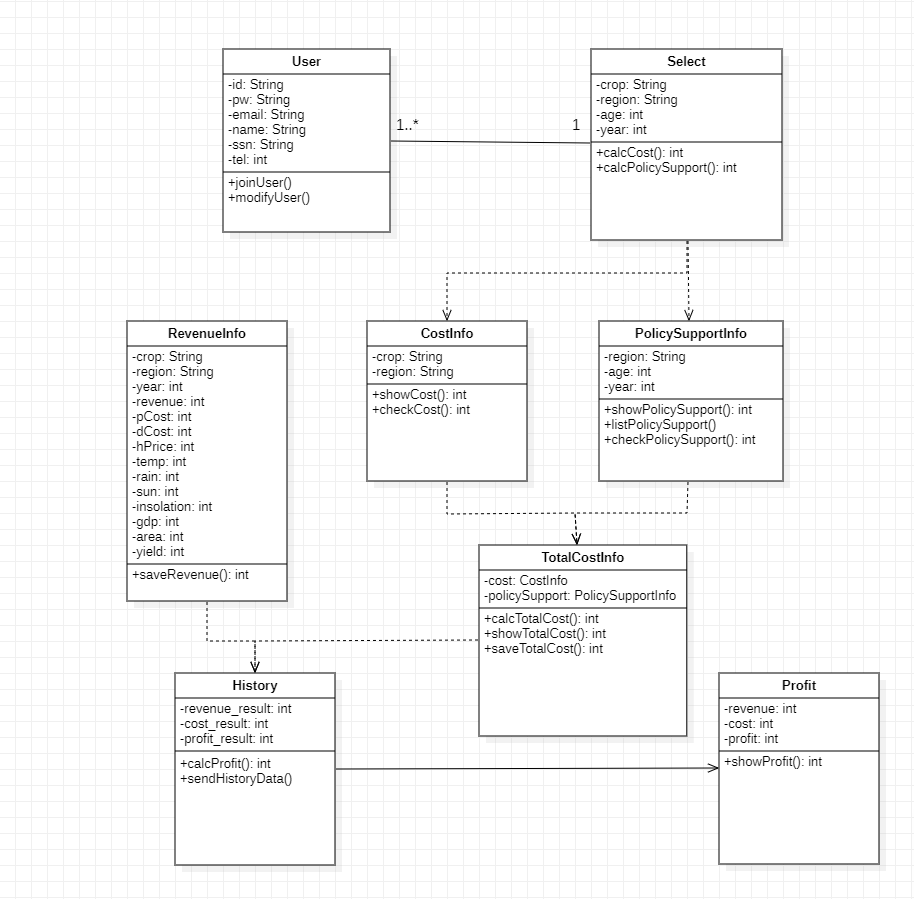 User
-id: String
-pw: String
-email: String
-name: String
-ssn: String
-tel: int
+joinUser()
+modifyUser()
1..*
1
Select
-crop: String
-region: String
-age: int
-year: int
+calcCost(): int
+calcPolicySupport(): int
RevenueInfo
-crop: String
-region: String
-year: int
-revenue: int
-pCost: int
-dCost: int
-hPrice: int
-temp: int
-rain: int
-sun: int
-insolation: int
-gdp: int
-area: int
-yield: int
+saveRevenue(): int
CostInfo
-crop: String
-region: String
+showCost(): int
+checkCost(): int
PolicySupportInfo
-region: String
-age: int
-year: int
+showPolicySupport(): int
+listPolicySupport()
+checkPolicySupport(): int
TotalCostInfo
-cost: CostInfo
-policySupport: PolicySupportInfo
+calcTotalCost(): int
+showTotalCost(): int
+saveTotalCost(): int
History
-revenue_result: int
-cost_result: int
-profit_result: int
+calcProfit(): int
+sendHistoryData()
Profit
-revenue: int
-cost: int
-profit: int
+showProfit(): int